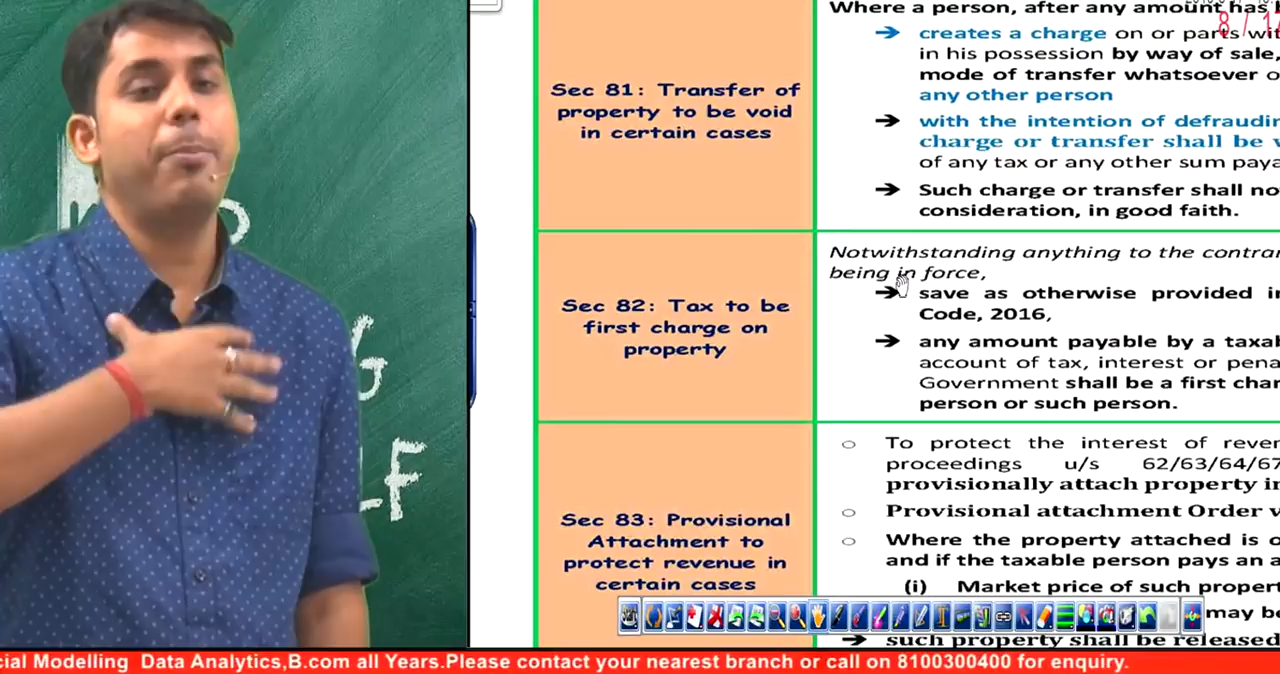 Where a person, after any amount has
8 / 1
Sec 81: Transfer of
property to be void
in certain cases
creates a charge on or parts wit
in his possession by way of sale,
mode of transfer whatsoever o
any other person
with the intention of defraudin
charge or transfer shall be v
of any tax or any other sum paya
Such charge or transfer shall no
consideration, in good faith.
Sec 82: Tax to be
first charge on
property
Notwithstanding anything to the contrar
being in force,
save as otherwise provided in
Code, 2016,
any amount payable by a taxa
account of tax, interest or pena
Government shall be a first char
person or such person.
Sec 83: Provisional
Attachment to
protect revenue in
certain cases
To protect the interest of reven
proceedings u/s 62/63/64/67
provisionally attach property in
Provisional attachment Order v
Where the property attached is o
and if the taxable person pays an a
(i) Market price of such propert
may be
such property shall be released
G
LF
cial Modelling Data Analytics,B.com all Years.Please contact your nearest branch or call on 8100300400 for enquiry.